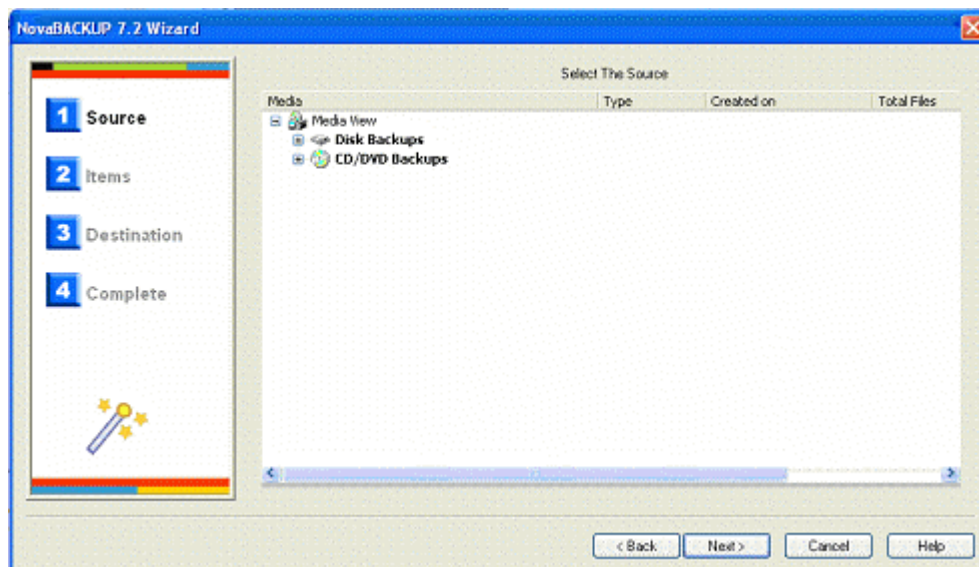 NovaBACKUP 7.2 Wizard
Select The Source
1 Source
2 Items
3 Destination
4 Complete
Media Type Created on Total Files
Media View
Disk Backups
CD/DVD Backups
< Back Next > Cancel Help